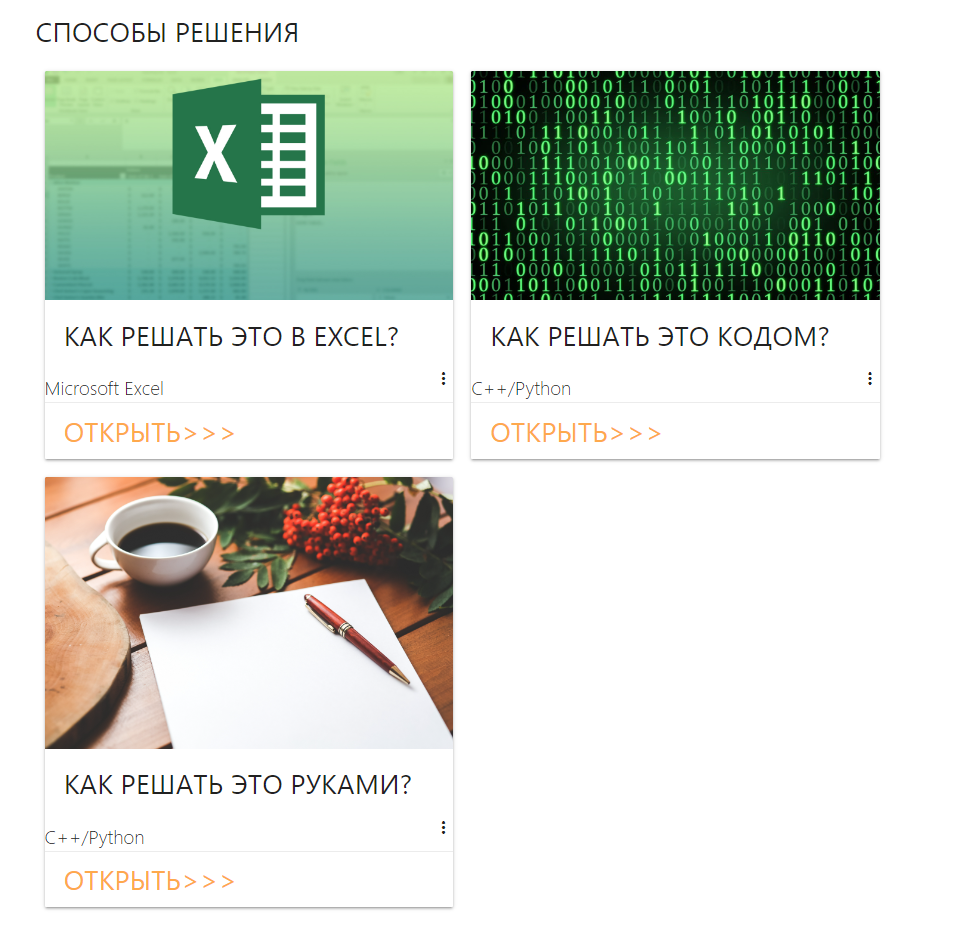 СПОСОБЫ РЕШЕНИЯ
X
КАК РЕШАТЬ ЭТО В EXCEL?
Microsoft Excel
ОТКРЫТЬ>>>
КАК РЕШАТЬ ЭТО КОДОМ?
C++/Python
ОТКРЫТЬ>>>
КАК РЕШАТЬ ЭТО РУКАМИ?
C++/Python
ОТКРЫТЬ>>>